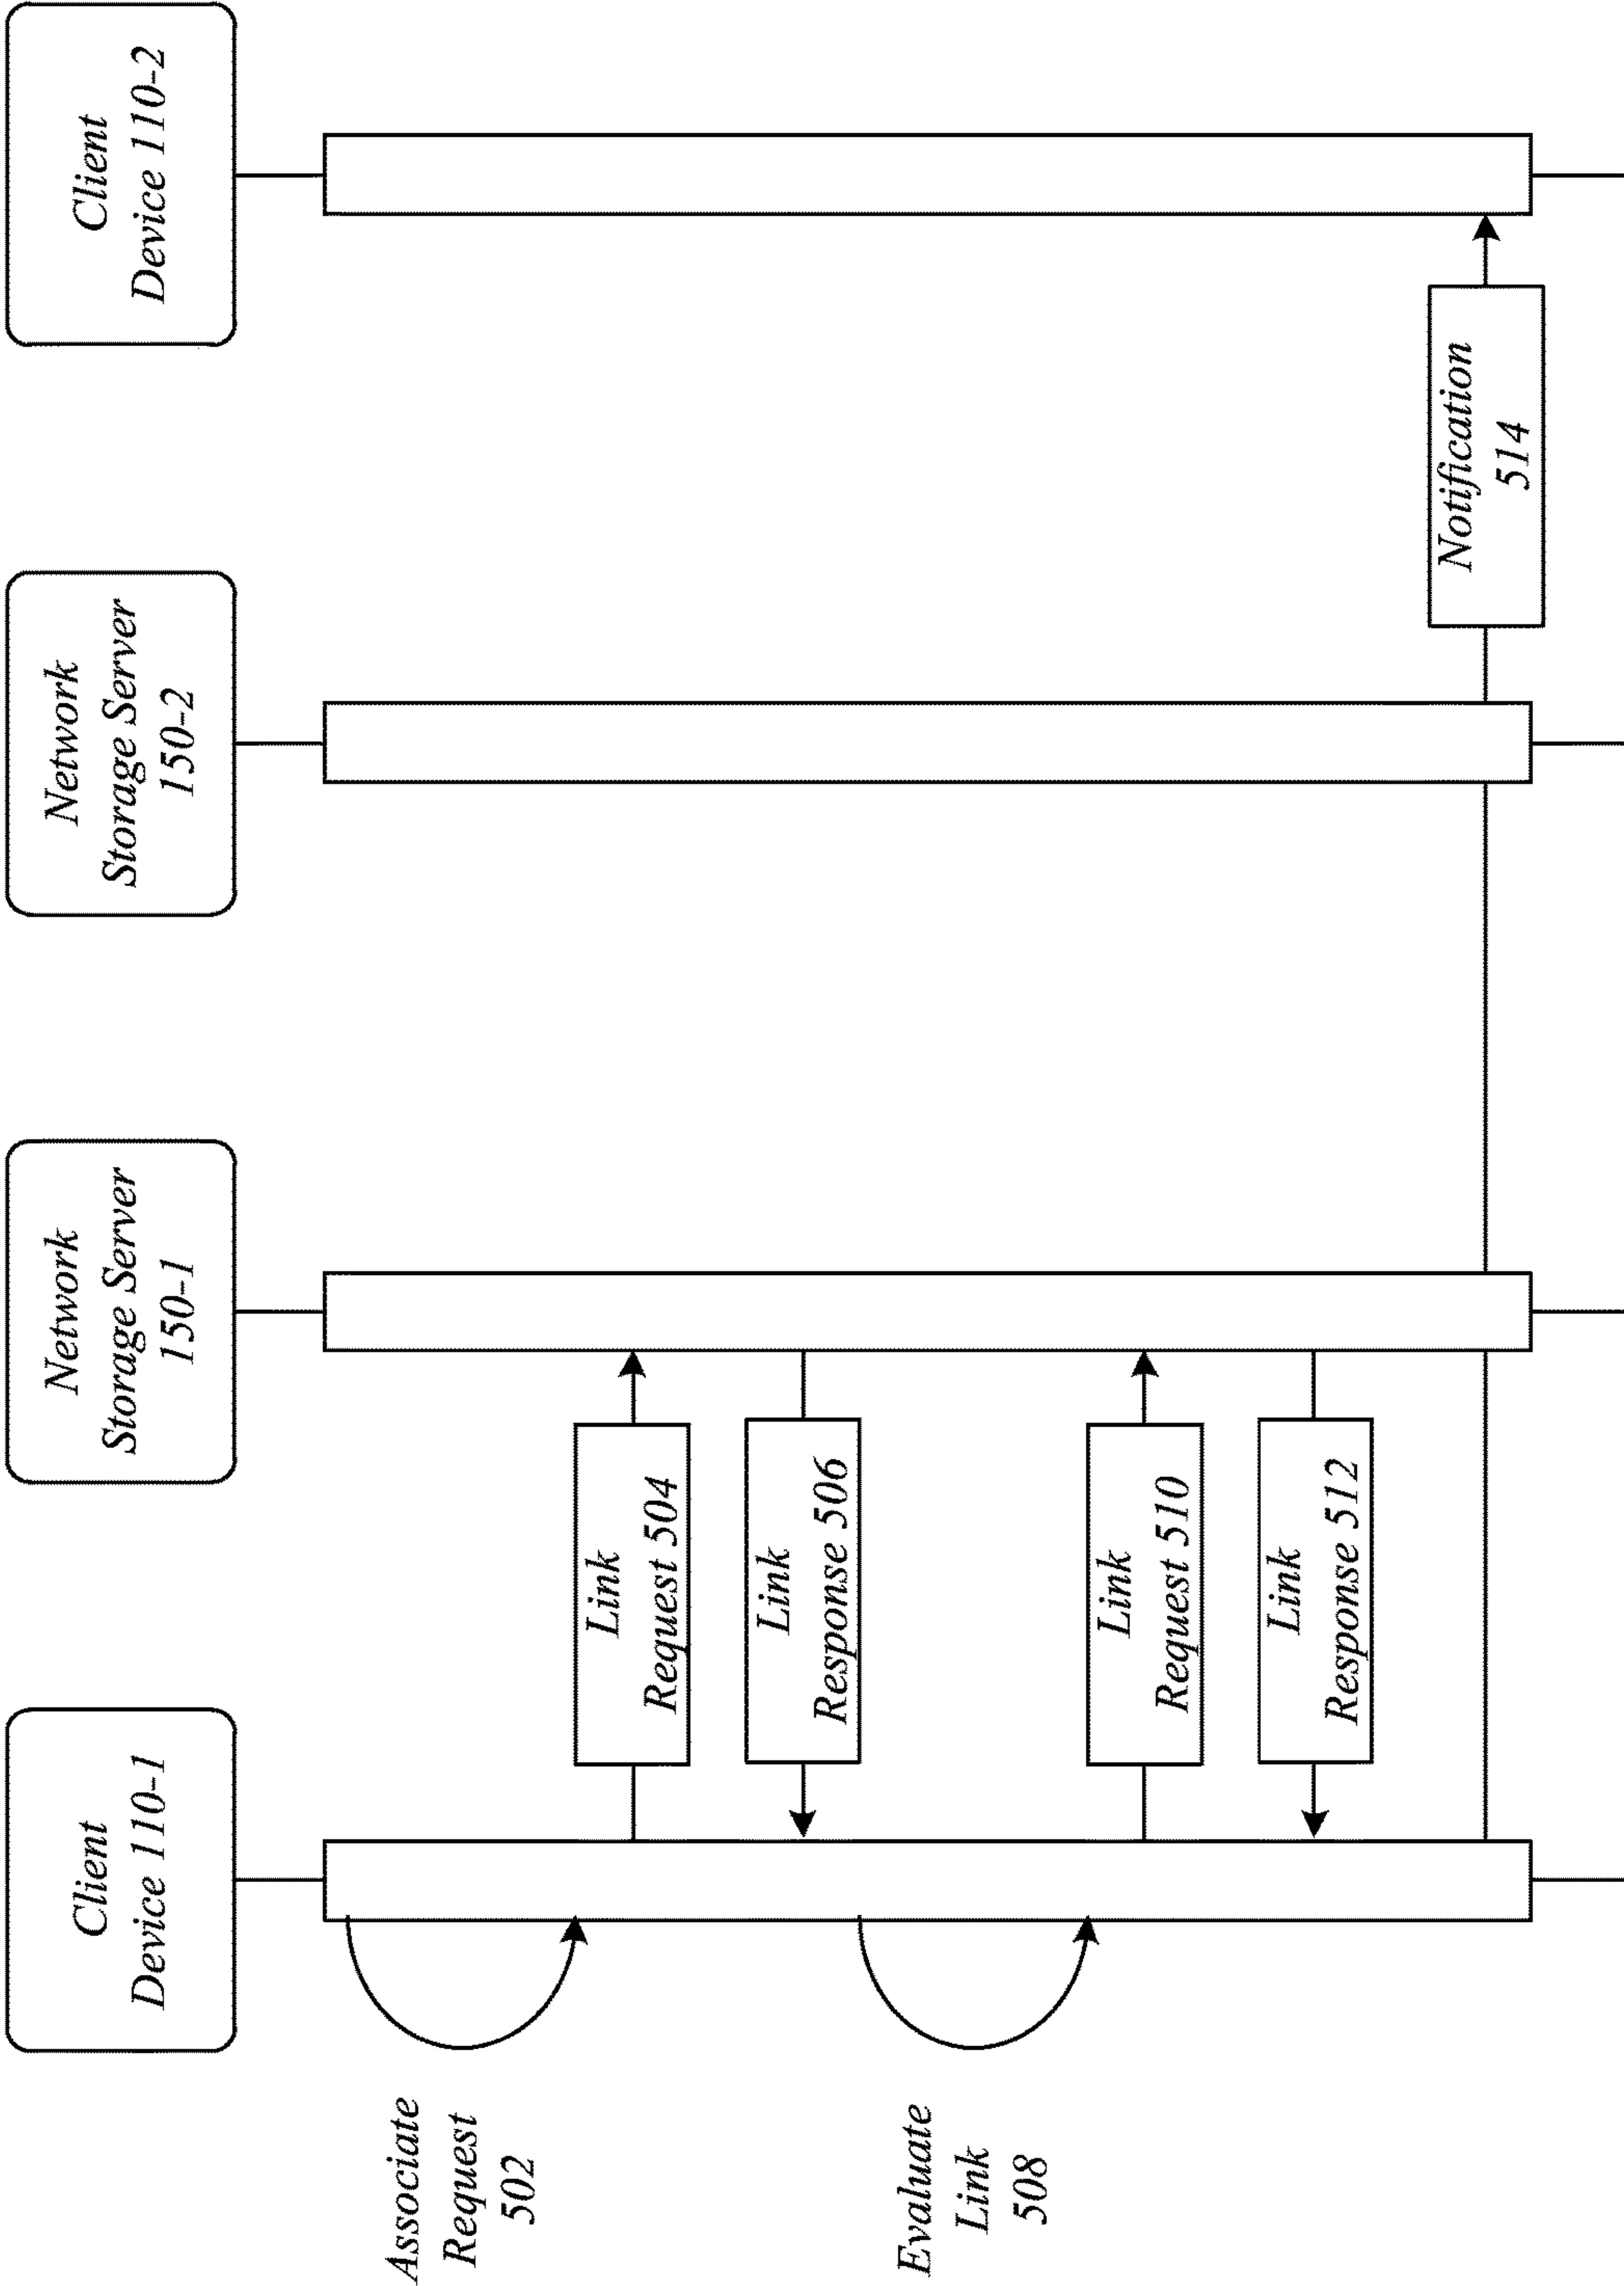 Client
Device 110-1
Network
Storage Server
150-1
Network
Storage Server
150-2
Client
Device 110-2
Associate
Request
502
Link
Request 504
Link
Response 506
Evaluate
Link
508
Link
Request 510
Link
Response 512
Notification
514